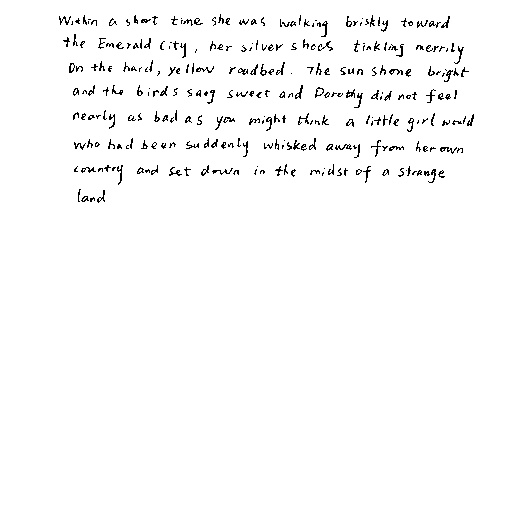 Within a short time she was walking briskly toward
the Emerald City, her silver shoes tinkling merrily
on the hard, yellow roadbed. The sun shone bright
and the birds sang sweet and Dorothy did not feel
nearly as bad as you might think a little girl would
who had been suddenly whisked away from her own
country and set down in the midst of a strange
land